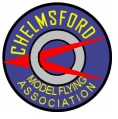 CHELMSFORD
MODEL FLYING
ASSOCIATION